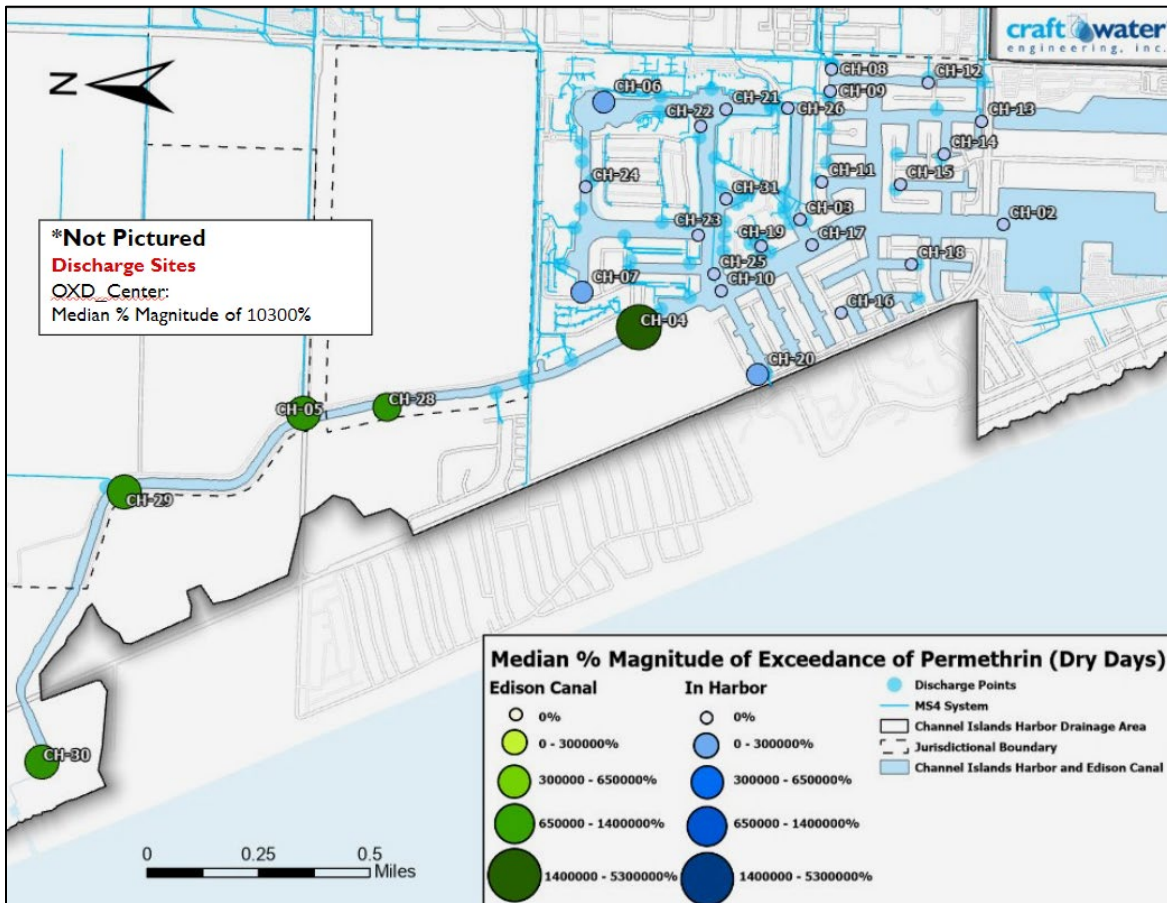 craft water
engineering, inc.
N
CH-08
CH-12
CH-06
CH-09
CH-21
CH-26
CH-22
CH-13
CH-14
CH-24
CH-11
CH-15
CH-31
CH-03
CH-02
CH-23
CH-19
CH-17
CH-18
CH-25
CH-07
CH-10
CH-16
CH-04
CH-20
CH-28
CH-05
CH-29
CH-30
*Not Pictured
Discharge Sites
OXD_Center:
Median % Magnitude of 10300%
0 0.25 0.5
Miles
Median % Magnitude of Exceedance of Permethrin (Dry Days)
Edison Canal
0%
0 - 300000%
300000 - 650000%
650000 - 1400000%
1400000 - 5300000%
In Harbor
0%
0 - 300000%
300000 - 650000%
650000 - 1400000%
1400000 - 5300000%
Discharge Points
MS4 System
Channel Islands Harbor Drainage Area
Jurisdictional Boundary
Channel Islands Harbor and Edison Canal